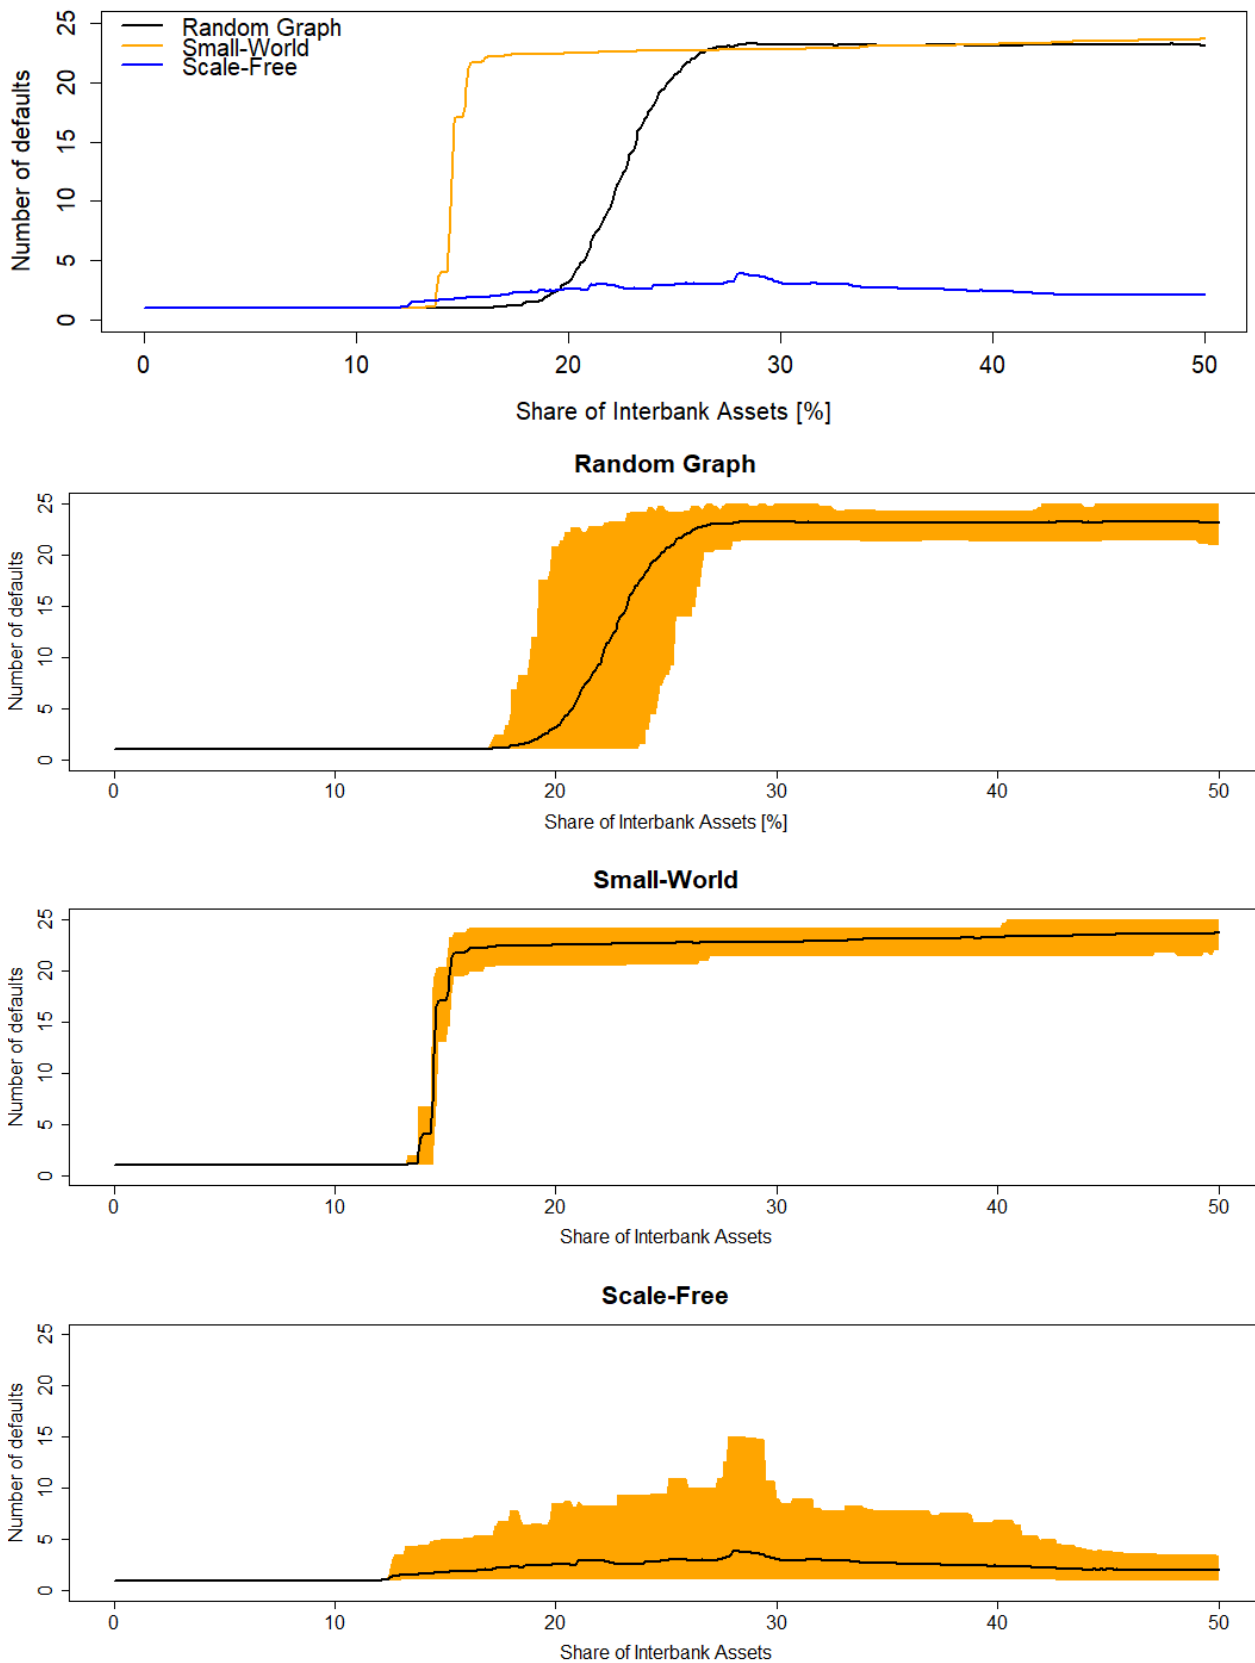 Random Graph
Small-World
Scale-Free
Number of defaults
0 5 10 15 20 25
0 10 20 30 40 50
Share of Interbank Assets [%]
Random Graph
Number of defaults
0 5 10 15 20 25
0 10 20 30 40 50
Share of Interbank Assets [%]
Small-World
Number of defaults
0 5 10 15 20 25
0 10 20 30 40 50
Share of Interbank Assets
Scale-Free
Number of defaults
0 5 10 15 20 25
0 10 20 30 40 50
Share of Interbank Assets